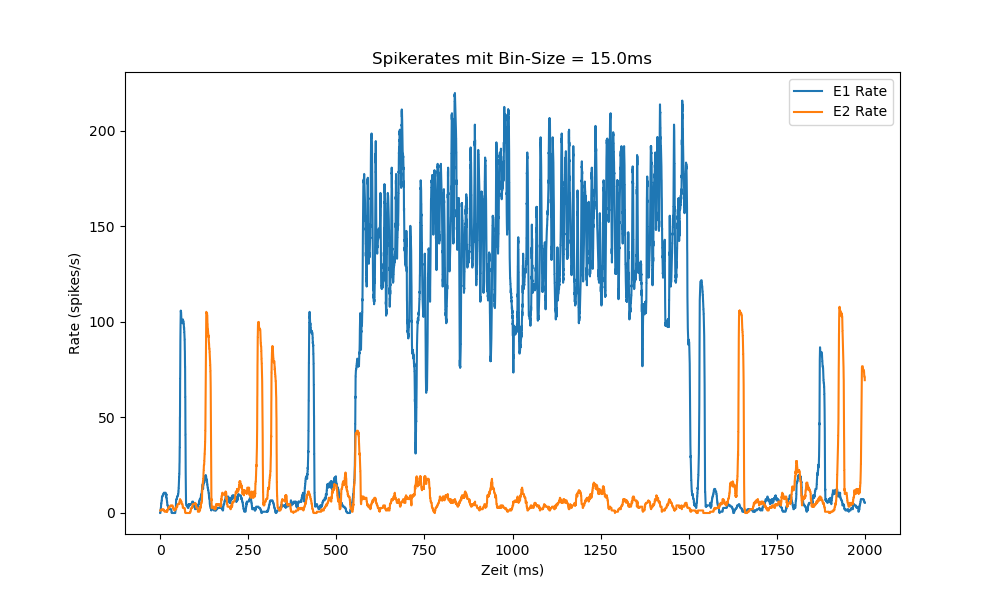 Spikerates mit Bin-Size = 15.0ms
E1 Rate
E2 Rate
Rate (spikes/s)
200
150
100
50
0
0 250 500 750 1000 1250 1500 1750 2000
Zeit (ms)